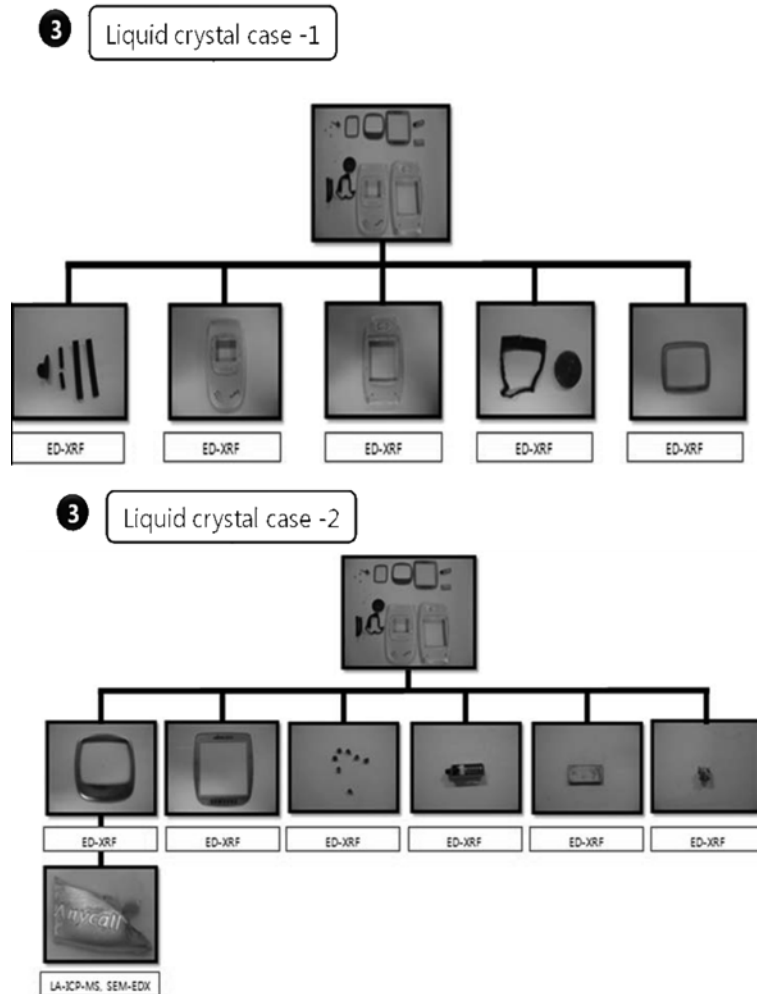 3 Liquid crystal case -1
ED-XRF ED-XRF ED-XRF ED-XRF ED-XRF
3 Liquid crystal case -2
SAMSUNG
ED-XRF ED-XRF ED-XRF ED-XRF ED-XRF ED-XRF
Anycall
LA-ICP-MS, SEM-EDX